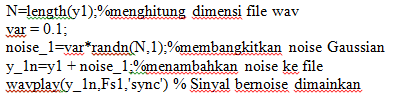 N=length(y1);%menghitung dimensi file wav
var = 0.1;
noise_1=var*randn(N,1);%membangkitkan noise Gaussian
y_1n=y1 + noise_1;%menambahkan noise ke file
wavplay(y_1n,Fs1,'sync') % Sinyal bernoise dimainkan